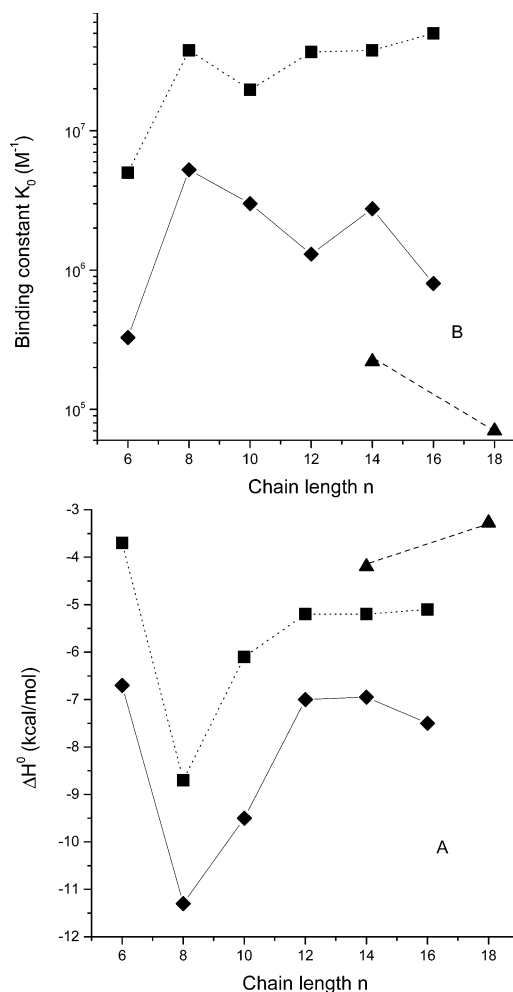 10⁷
10⁶
10⁵
Binding constant K₀ (M⁻¹)
B
6 8 10 12 14 16 18
Chain length n
-3
-4
-5
-6
-7
-8
-9
-10
-11
-12
ΔH⁰ (kcal/mol)
A
6 8 10 12 14 16 18
Chain length n